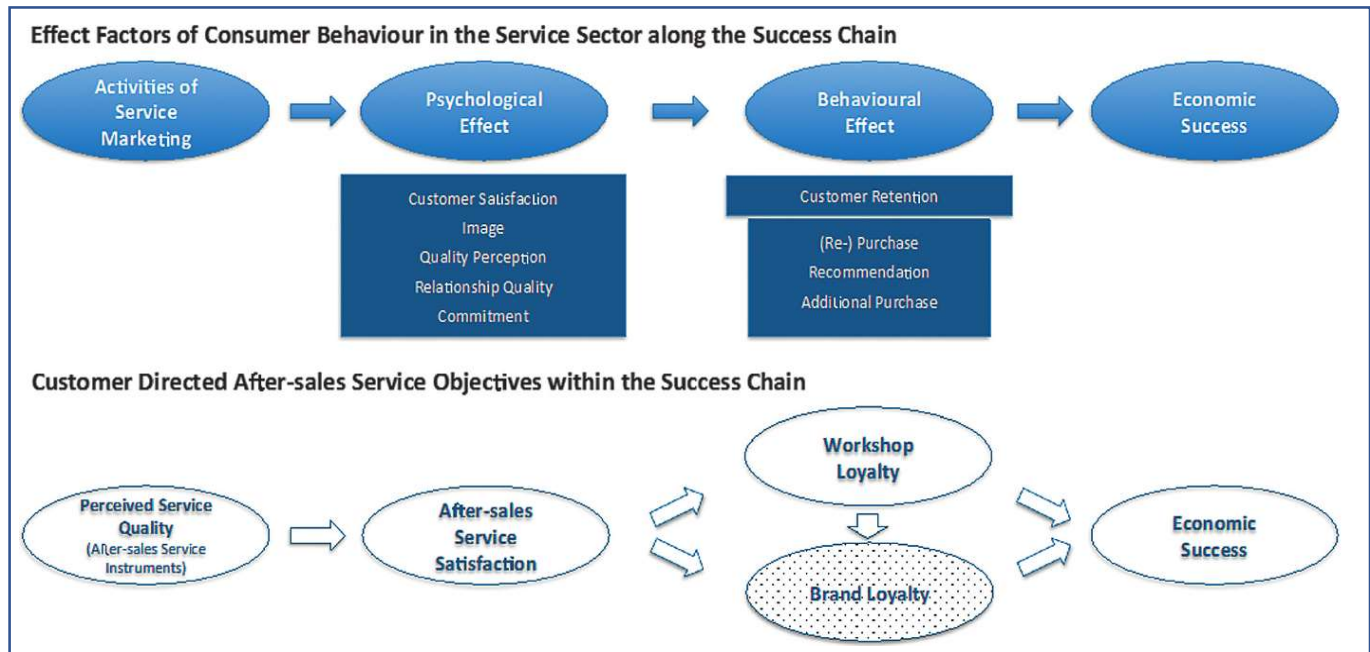 Effect Factors of Consumer Behaviour in the Service Sector along the Success Chain
Activities of
Service
Marketing
Psychological
Effect
Behavioural
Effect
Economic
Success
Customer Satisfaction
Image
Quality Perception
Relationship Quality
Commitment
Customer Retention
(Re-) Purchase
Recommendation
Additional Purchase
Customer Directed After-sales Service Objectives within the Success Chain
Perceived Service
Quality
(After-sales Service
Instruments)
After-sales
Service
Satisfaction
Workshop
Loyalty
Brand Loyalty
Economic
Success